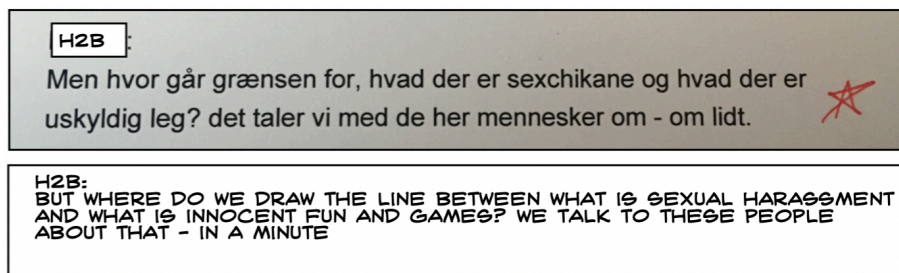 H2B :
Men hvor går grænsen for, hvad der er sexchikane og hvad der er
uskyldig leg? det taler vi med de her mennesker om - om lidt.
H2B:
BUT WHERE DO WE DRAW THE LINE BETWEEN WHAT IS SEXUAL HARASSMENT
AND WHAT IS INNOCENT FUN AND GAMES? WE TALK TO THESE PEOPLE
ABOUT THAT - IN A MINUTE